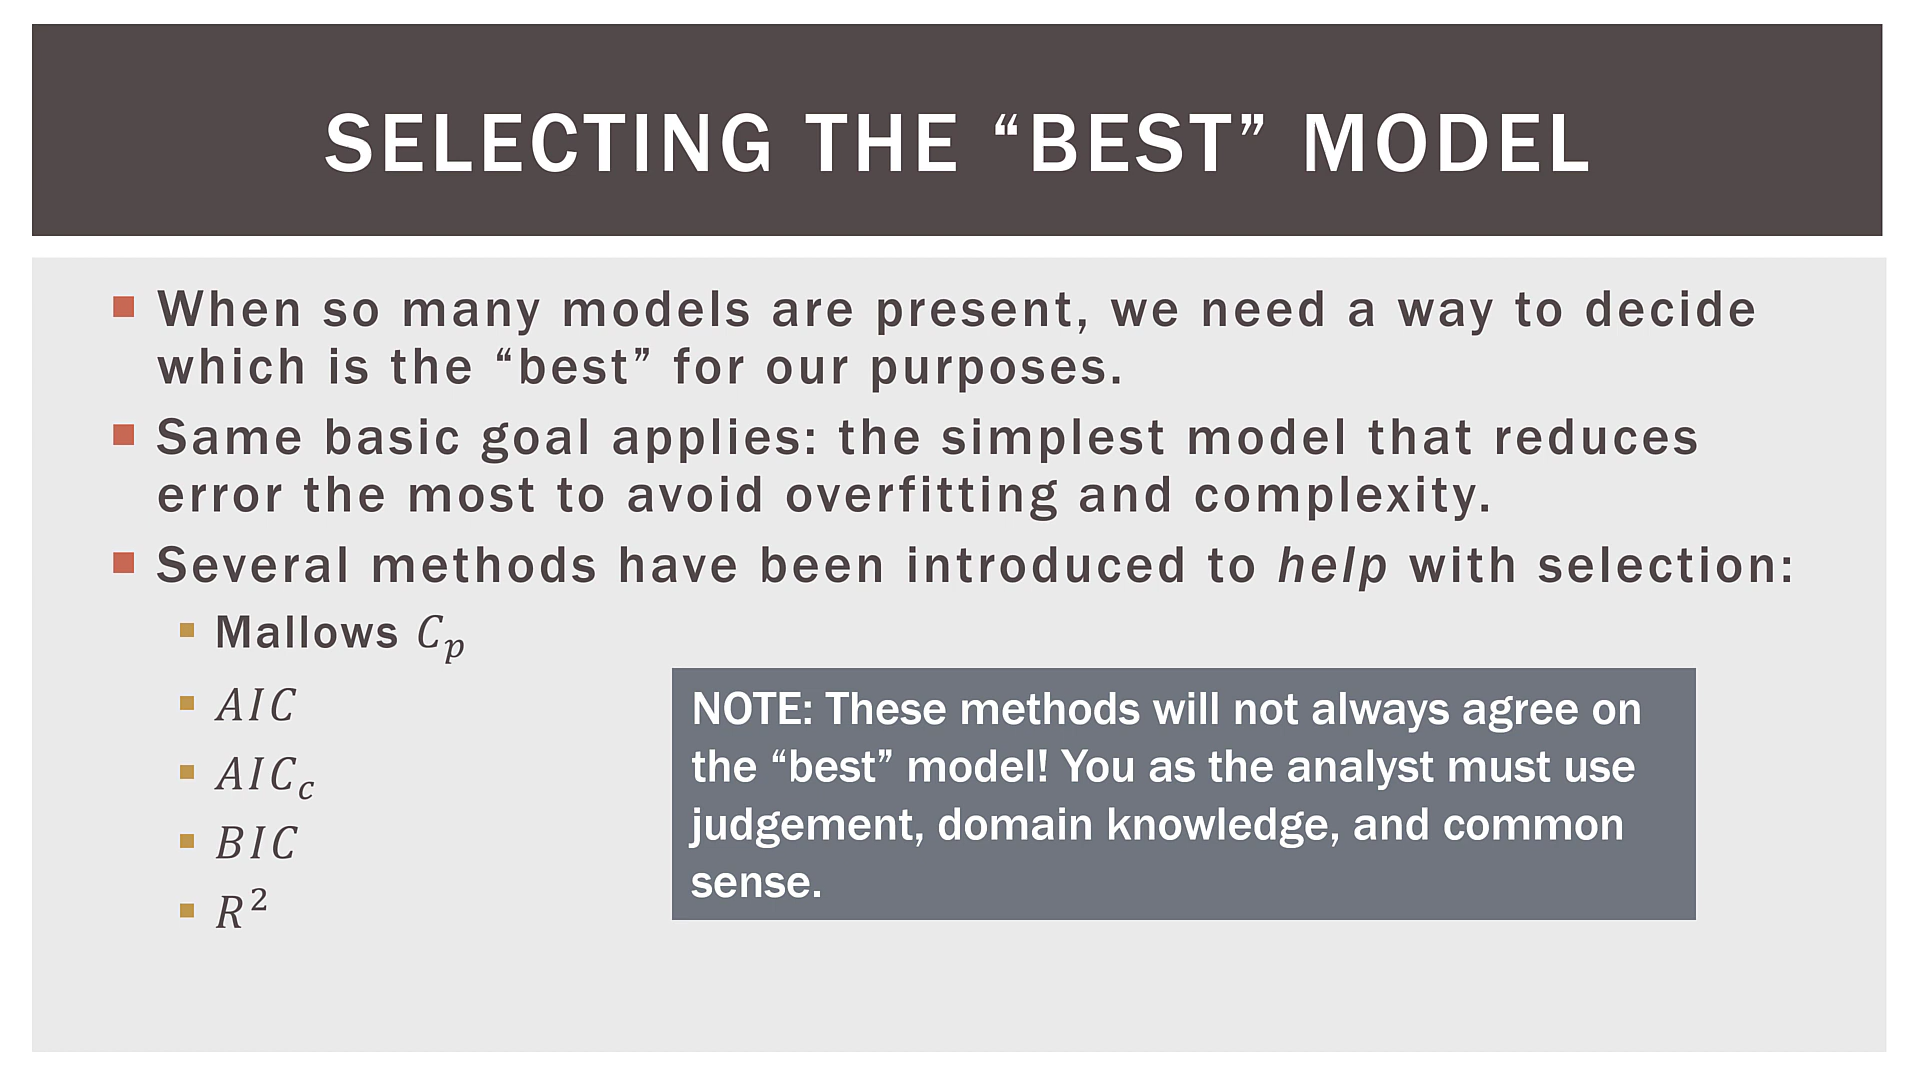 SELECTING THE “BEST” MODEL
When so many models are present, we need a way to decide
which is the “best” for our purposes.
Same basic goal applies: the simplest model that reduces
error the most to avoid overfitting and complexity.
Several methods have been introduced to help with selection:
Mallows C_p
AIC
AIC_c
BIC
R²
NOTE: These methods will not always agree on
the “best” model! You as the analyst must use
judgement, domain knowledge, and common
sense.